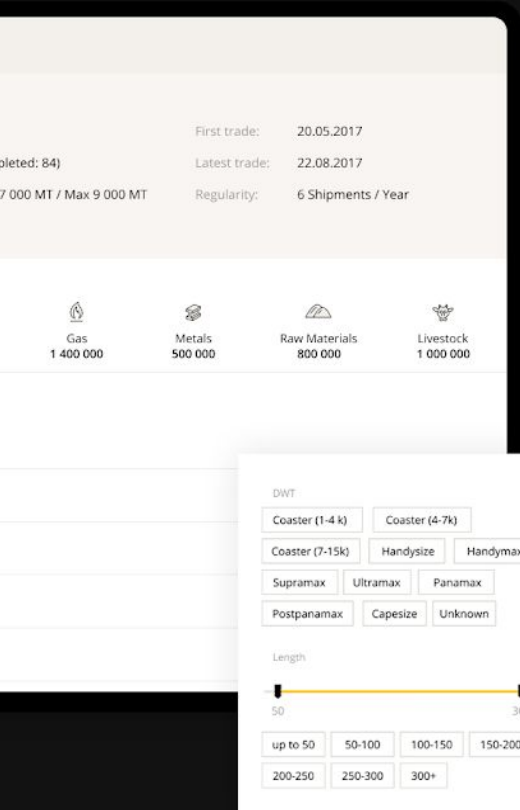 First trade: 20.05.2017
pleted: 84) Latest trade: 22.08.2017
7 000 MT / Max 9 000 MT Regularity: 6 Shipments / Year
Gas Metals Raw Materials Livestock
1 400 000 500 000 800 000 1 000 000
DWT
Coaster (1-4 k) Coaster (4-7k)
Coaster (7-15k) Handysize Handymax
Supramax Ultramax Panamax
Postpanamax Capesize Unknown
Length
50 30
up to 50 50-100 100-150 150-200
200-250 250-300 300+